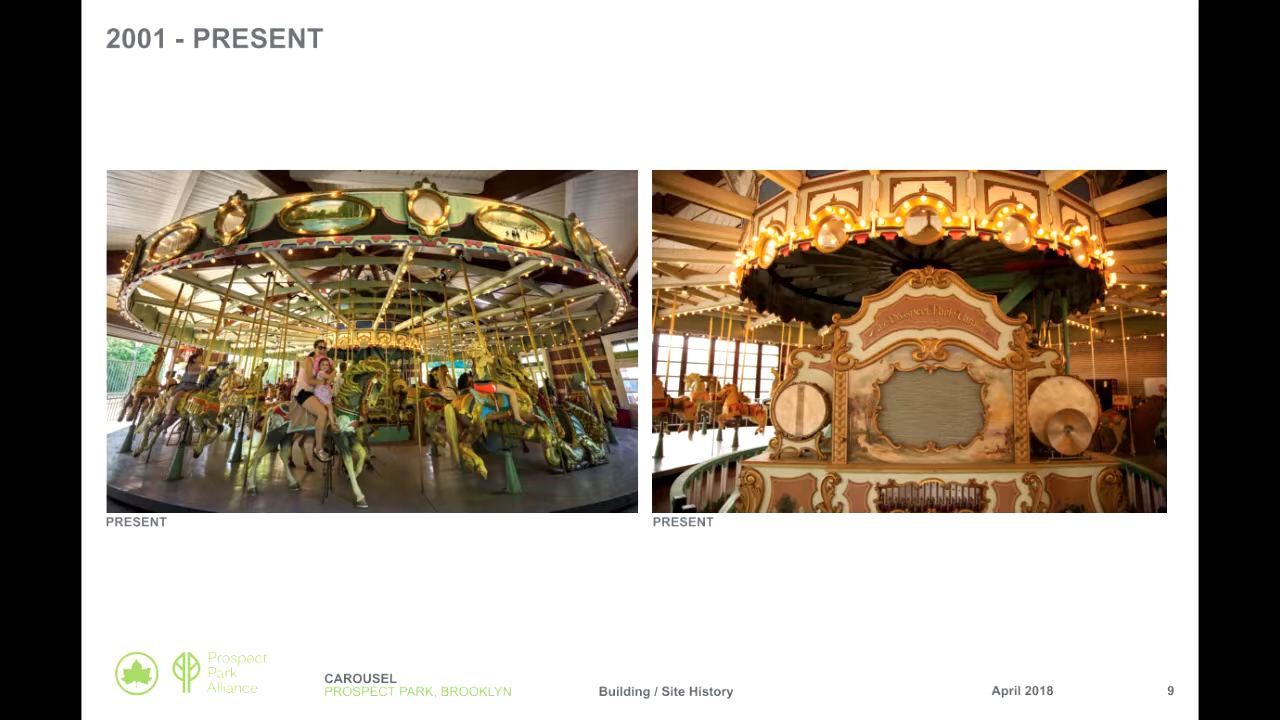 2001 - PRESENT
PRESENT
PRESENT
Prospect
Park
Alliance
CAROUSEL
PROSPECT PARK, BROOKLYN
Building / Site History
April 2018
9